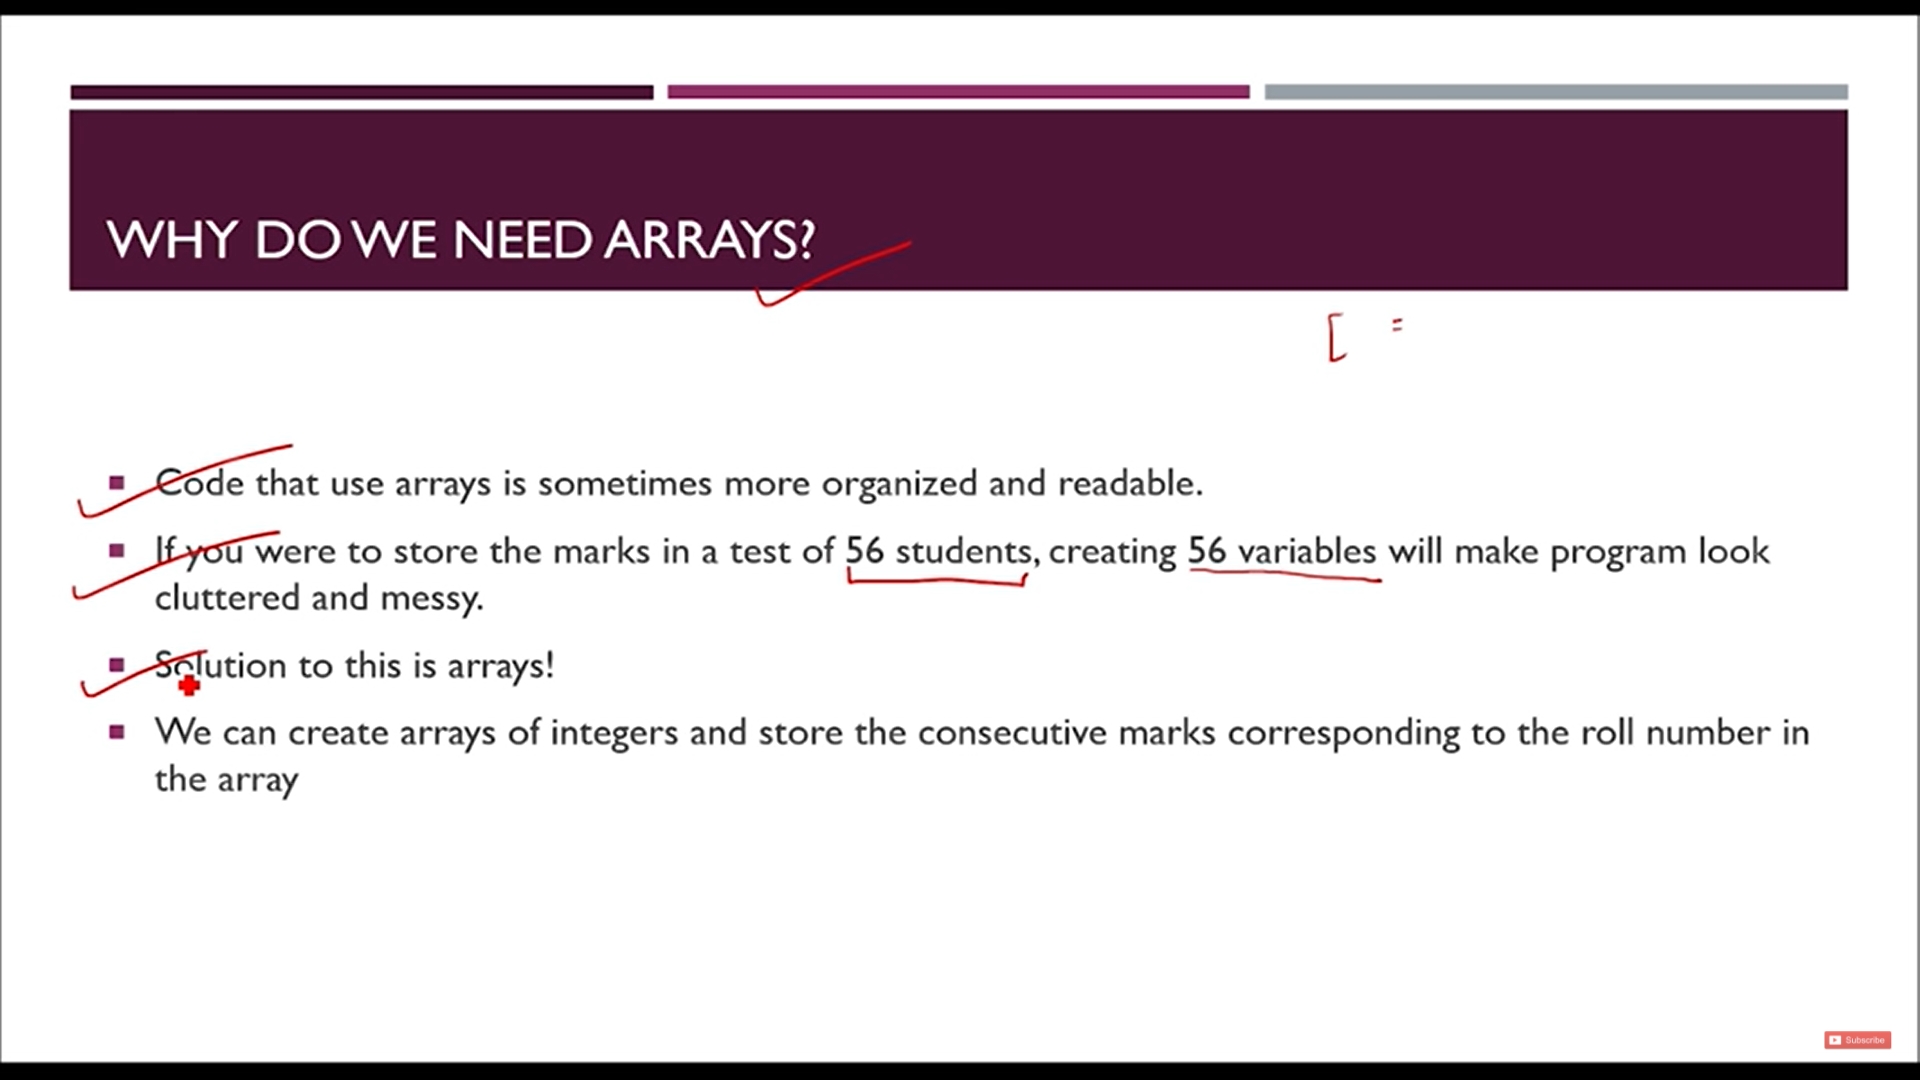 WHY DO WE NEED ARRAYS?
[ =
Code that use arrays is sometimes more organized and readable.
If you were to store the marks in a test of 56 students, creating 56 variables will make program look
cluttered and messy.
Solution to this is arrays!
We can create arrays of integers and store the consecutive marks corresponding to the roll number in
the array
Subscribe